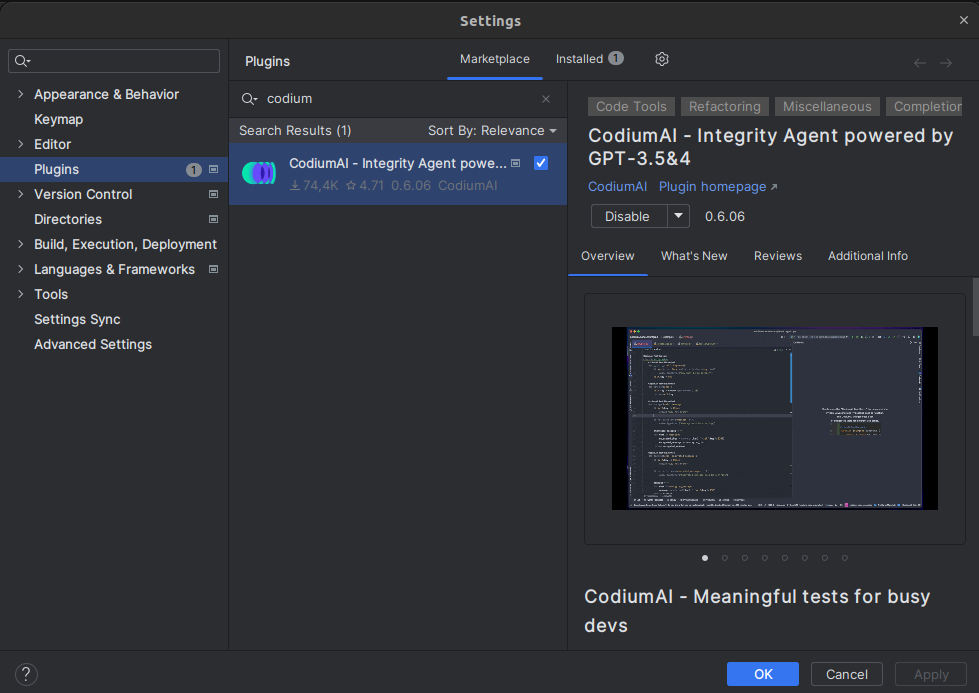 Settings
Plugins
Marketplace
Installed 1
Appearance & Behavior
Keymap
Editor
Plugins 1
Version Control
Directories
Build, Execution, Deployment
Languages & Frameworks
Tools
Settings Sync
Advanced Settings
codium
Search Results (1)
Sort By: Relevance
CodiumAI - Integrity Agent powe...
74,4K 4.71 0.6.06 CodiumAI
Code Tools Refactoring Miscellaneous Completion
CodiumAI - Integrity Agent powered by
GPT-3.5&4
CodiumAI Plugin homepage
Disable 0.6.06
Overview What's New Reviews Additional Info
CodiumAI - Meaningful tests for busy
devs
?
OK Cancel Apply